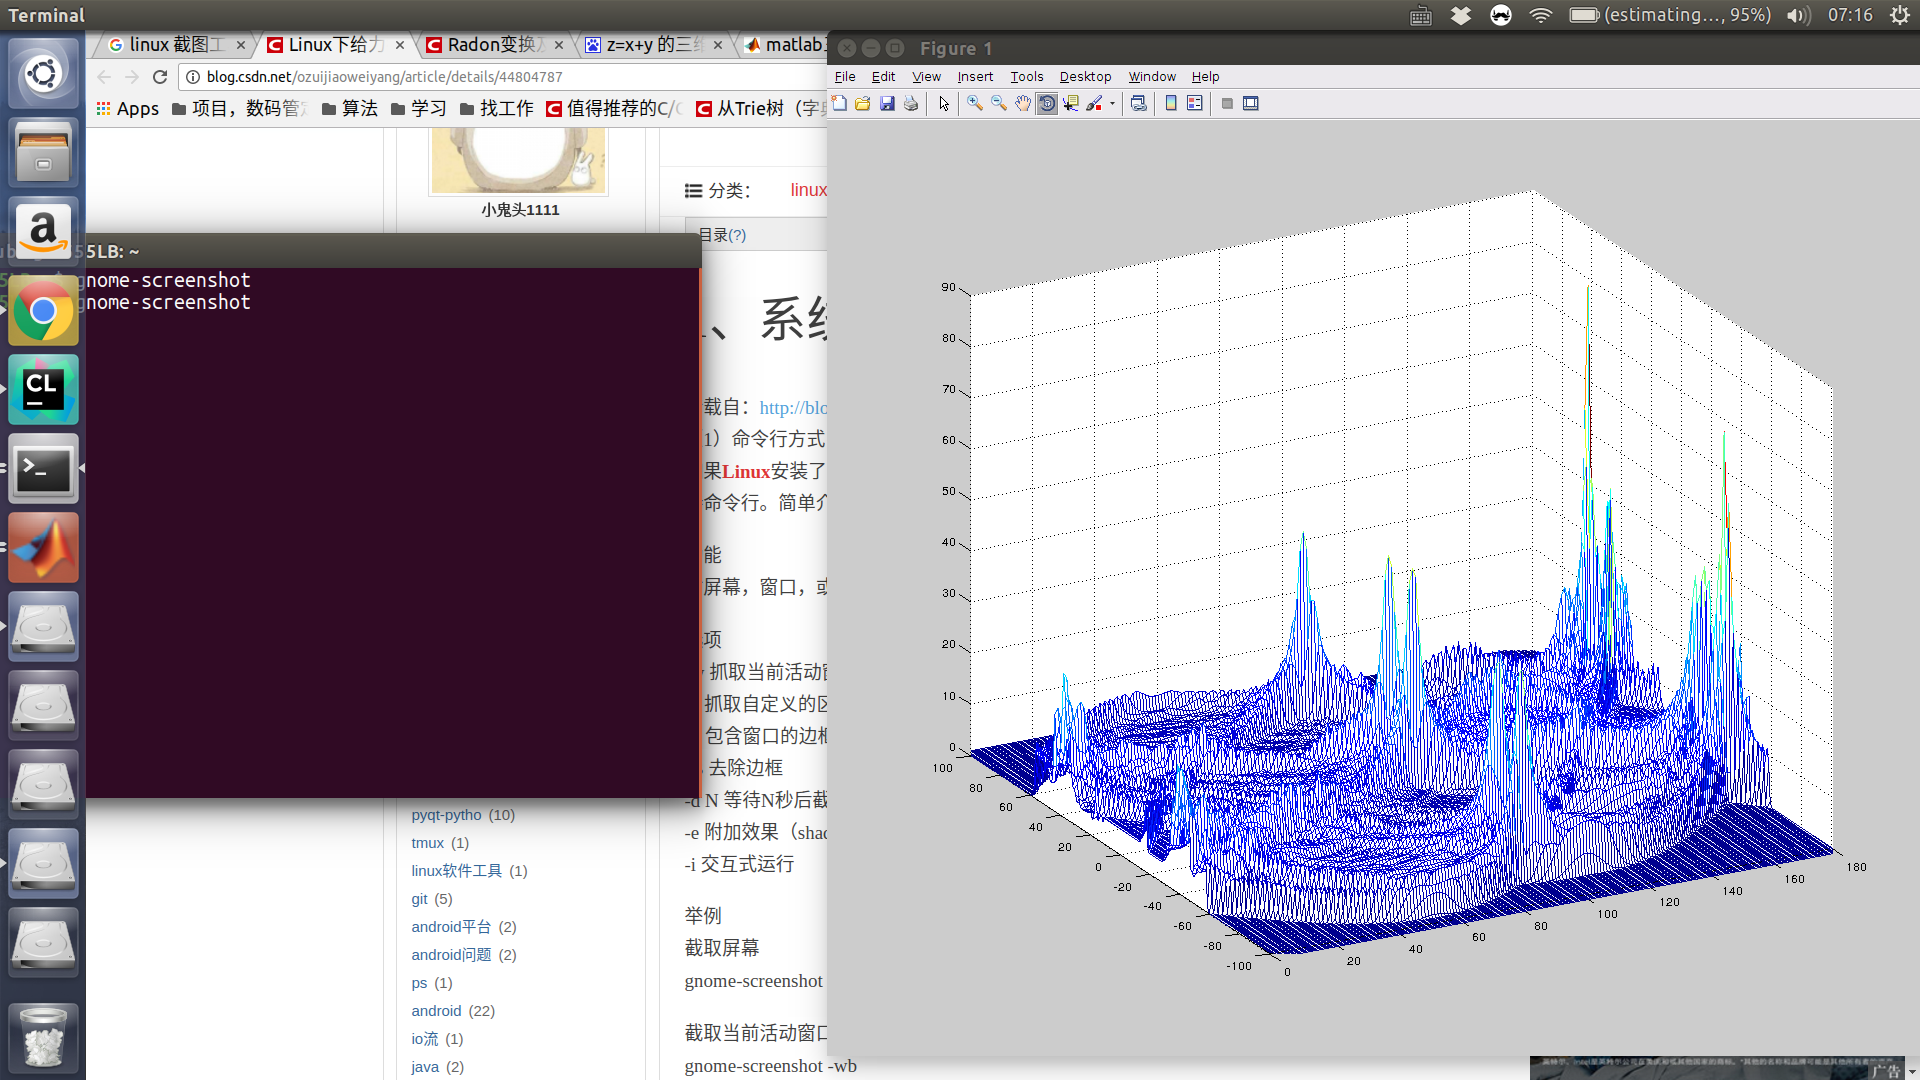 Terminal
(estimating..., 95%)
07:16
linux 截图工
Linux下给力
Radon变换及
z=x+y 的三维
matlab
blog.csdn.net/ozuijiaoweiyang/article/details/44804787
Apps
项目，数码管
算法
学习
找工作
值得推荐的C/C
从Trie树（字典
小鬼头1111
分类：
linux
目录(?)
、系统
载自：http://blo
1）命令行方式
果Linux安装了
命令行。简单介
能
屏幕，窗口，或
项
抓取当前活动窗
抓取自定义的区
包含窗口的边框
去除边框
-d N 等待N秒后截
-e 附加效果（shad
-i 交互式运行
举例
截取屏幕
gnome-screenshot
截取当前活动窗口
gnome-screenshot -wb
55LB: ~
gnome-screenshot
gnome-screenshot
pyqt-pytho (10)
tmux (1)
linux软件工具 (1)
git (5)
android平台 (2)
android问题 (2)
ps (1)
android (22)
io流 (1)
java (2)
Figure 1
File Edit View Insert Tools Desktop Window Help
90
80
70
60
50
40
30
20
10
0
100
80
60
40
20
0
-20
-40
-60
-80
-100
0
20
40
60
80
100
120
140
160
180
广告